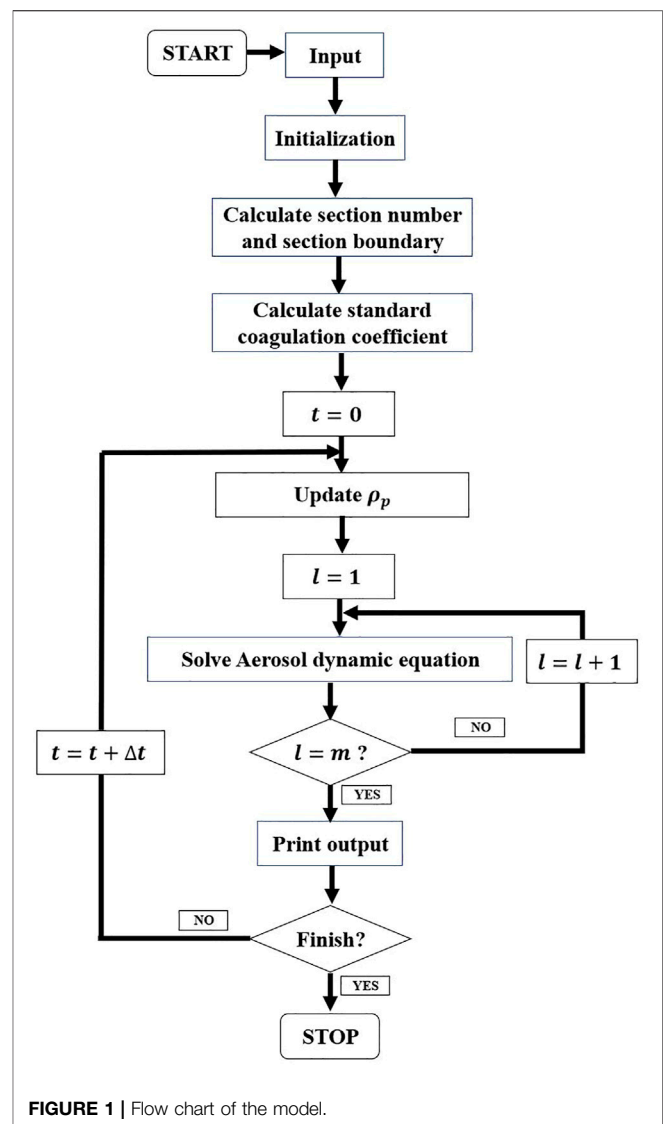 START
Input
Initialization
Calculate section number
and section boundary
Calculate standard
coagulation coefficient
t = 0
Update ρp
l = 1
Solve Aerosol dynamic equation
l = l + 1
l = m ?
NO
t = t + Δt
YES
Print output
NO
Finish?
YES
STOP
FIGURE 1 | Flow chart of the model.